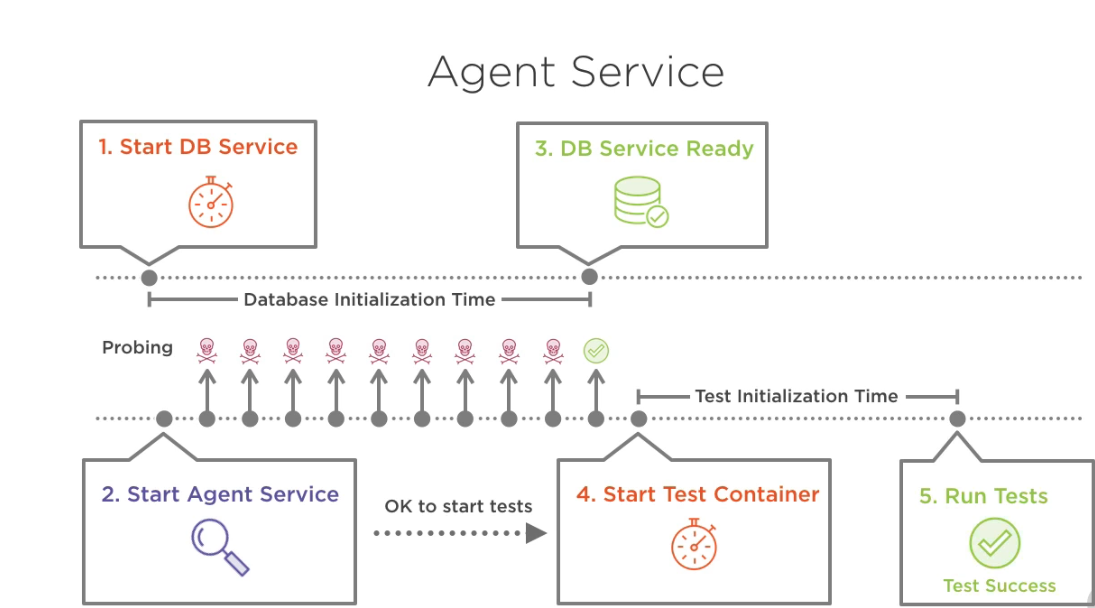 Agent Service
1. Start DB Service
3. DB Service Ready
Database Initialization Time
Probing
Test Initialization Time
2. Start Agent Service
OK to start tests
4. Start Test Container
5. Run Tests
Test Success